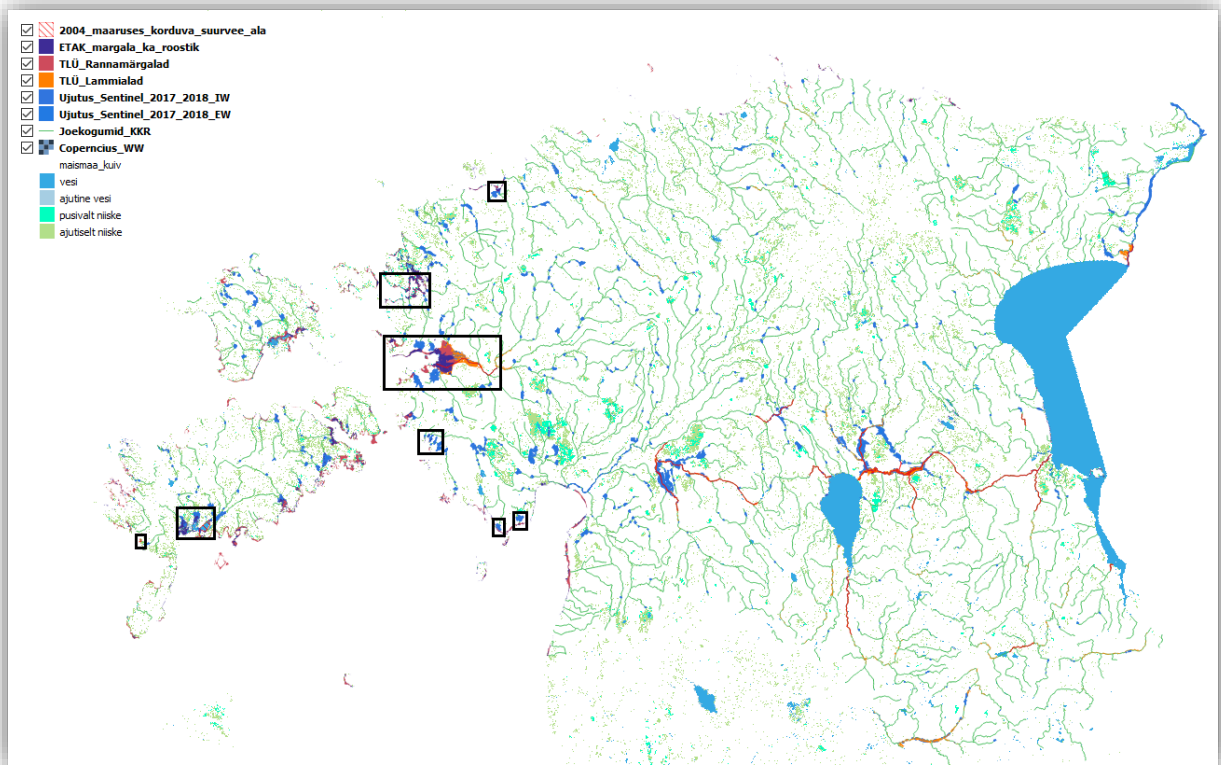 2004_maaruses_korduva_suurvee_ala
ETAK_margala_ka_roostik
TLÜ_Rannamärgalad
TLÜ_Lammialad
Ujutus_Sentinel_2017_2018_IW
Ujutus_Sentinel_2017_2018_EW
Joekogumid_KKR
Coperncius_WW
maismaa_kuiv
vesi
ajutine vesi
pusivalt niiske
ajutiselt niiske